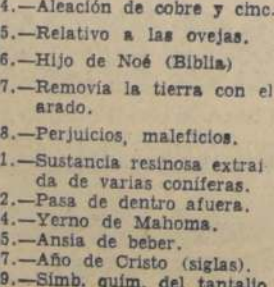 4.—Aleación de cobre y cinc.
5.—Relativo a las ovejas.
6.—Hijo de Noé (Biblia)
7.—Removía la tierra con el
arado.
8.—Perjuicios, maleficios.
1.—Sustancia resinosa extraí
da de varias coníferas.
2.—Pasa de dentro afuera.
4.—Yerno de Mahoma.
5.—Ansia de beber.
7.—Año de Cristo (siglas).
9.—Símb. quím. del tantalio